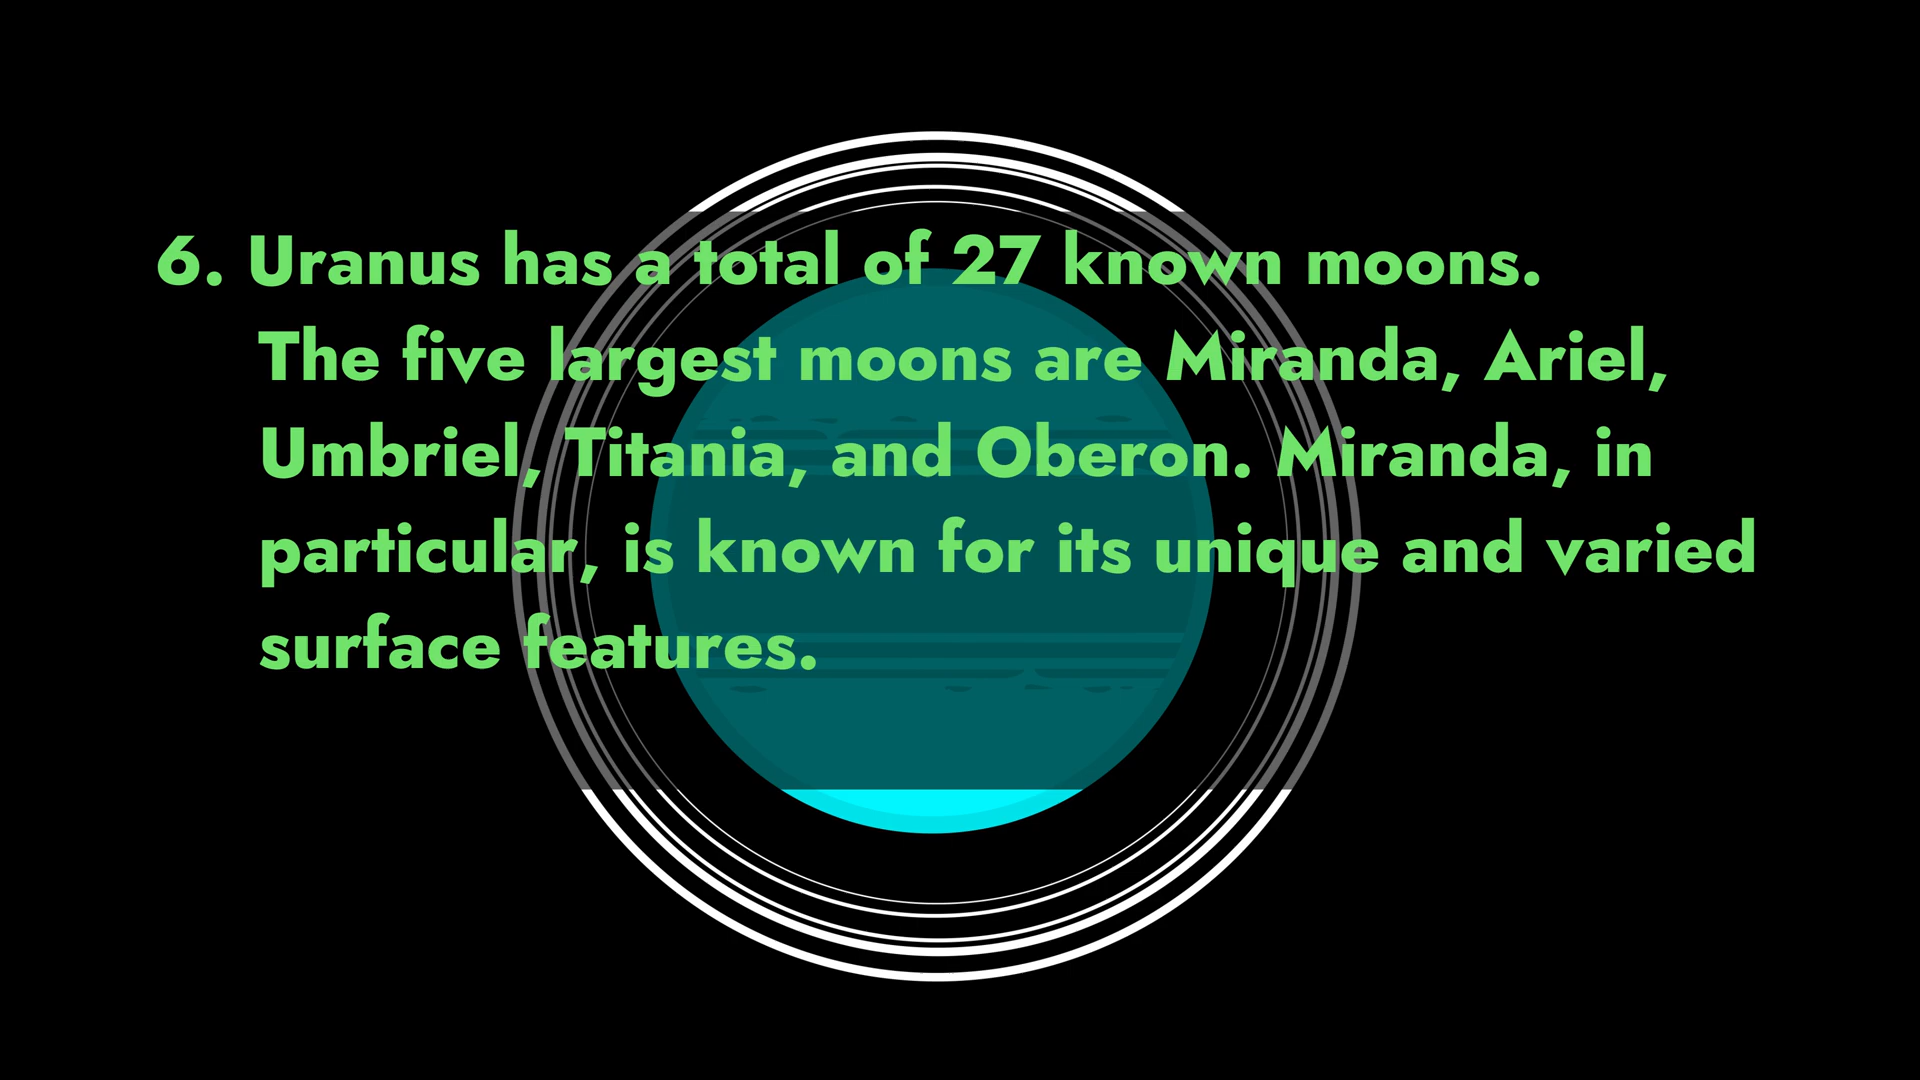 6. Uranus has a total of 27 known moons.
The five largest moons are Miranda, Ariel,
Umbriel, Titania, and Oberon. Miranda, in
particular, is known for its unique and varied
surface features.